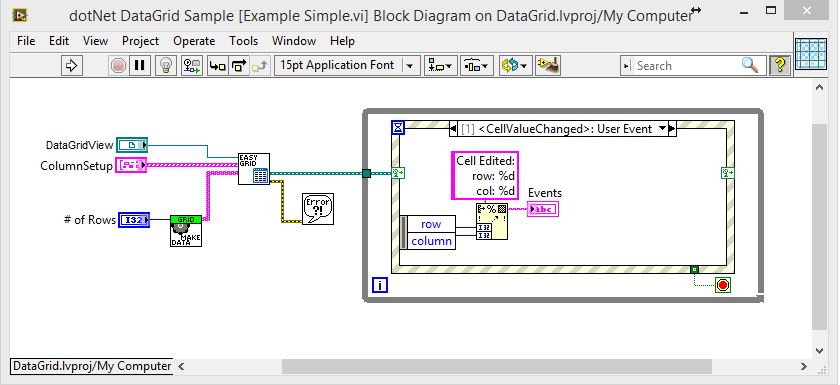 dotNet DataGrid Sample [Example Simple.vi] Block Diagram on DataGrid.lvproj/My Computer
File Edit View Project Operate Tools Window Help
15pt Application Font
Search
?
[1] <CellValueChanged>: User Event
DataGridView
EASY
GRID
ColumnSetup
Cell Edited:
row: %d
col: %d
Events
abc
%
Error
?!
# of Rows
I32
GRID
MAKE
DATA
row
column
I32
I32
i
DataGrid.lvproj/My Computer